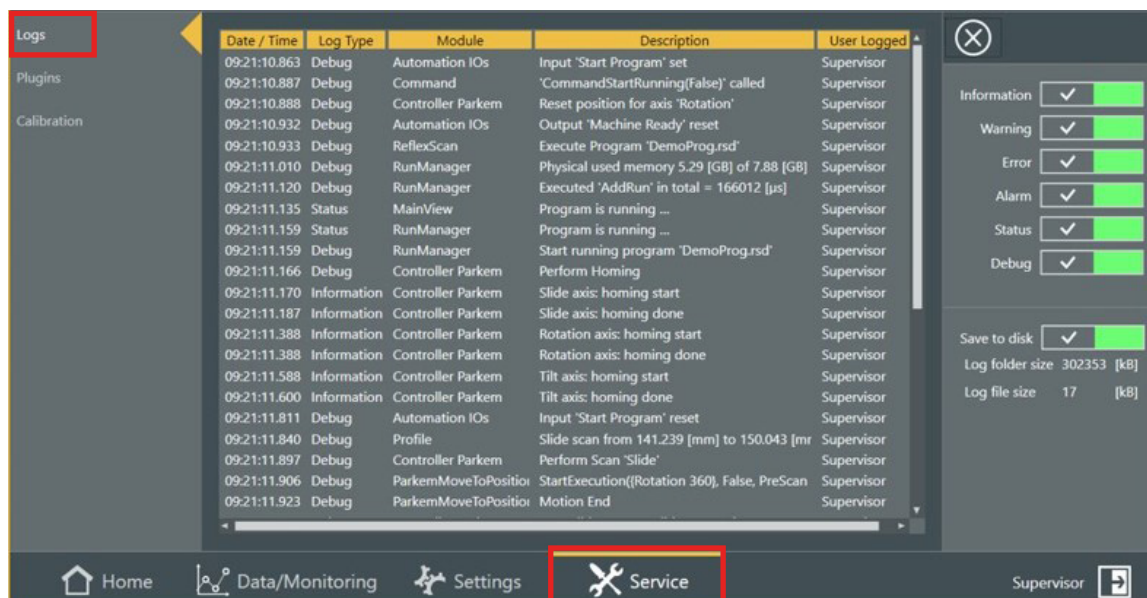 Logs
Plugins
Calibration
Date / Time Log Type Module Description User Logged
09:21:10.863 Debug Automation IOs Input 'Start Program' set Supervisor
09:21:10.887 Debug Command 'CommandStartRunning(False)' called Supervisor
09:21:10.888 Debug Controller Parkem Reset position for axis 'Rotation' Supervisor
09:21:10.932 Debug Automation IOs Output 'Machine Ready' reset Supervisor
09:21:10.933 Debug ReflexScan Execute Program 'DemoProg.rsd' Supervisor
09:21:11.010 Debug RunManager Physical used memory 5.29 [GB] of 7.88 [GB] Supervisor
09:21:11.120 Debug RunManager Executed 'AddRun' in total = 166012 [µs] Supervisor
09:21:11.135 Status MainView Program is running ... Supervisor
09:21:11.159 Status RunManager Program is running ... Supervisor
09:21:11.159 Debug RunManager Start running program 'DemoProg.rsd' Supervisor
09:21:11.166 Debug Controller Parkem Perform Homing Supervisor
09:21:11.170 Information Controller Parkem Slide axis: homing start Supervisor
09:21:11.187 Information Controller Parkem Slide axis: homing done Supervisor
09:21:11.388 Information Controller Parkem Rotation axis: homing start Supervisor
09:21:11.388 Information Controller Parkem Rotation axis: homing done Supervisor
09:21:11.588 Information Controller Parkem Tilt axis: homing start Supervisor
09:21:11.600 Information Controller Parkem Tilt axis: homing done Supervisor
09:21:11.811 Debug Automation IOs Input 'Start Program' reset Supervisor
09:21:11.840 Debug Profile Slide scan from 141.239 [mm] to 150.043 [mr Supervisor
09:21:11.897 Debug Controller Parkem Perform Scan 'Slide' Supervisor
09:21:11.906 Debug ParkemMoveToPositio StartExecution({Rotation 360}, False, PreScan Supervisor
09:21:11.923 Debug ParkemMoveToPositio Motion End Supervisor
Information
Warning
Error
Alarm
Status
Debug
Save to disk
Log folder size 302353 [kB]
Log file size 17 [kB]
Home Data/Monitoring Settings Service Supervisor